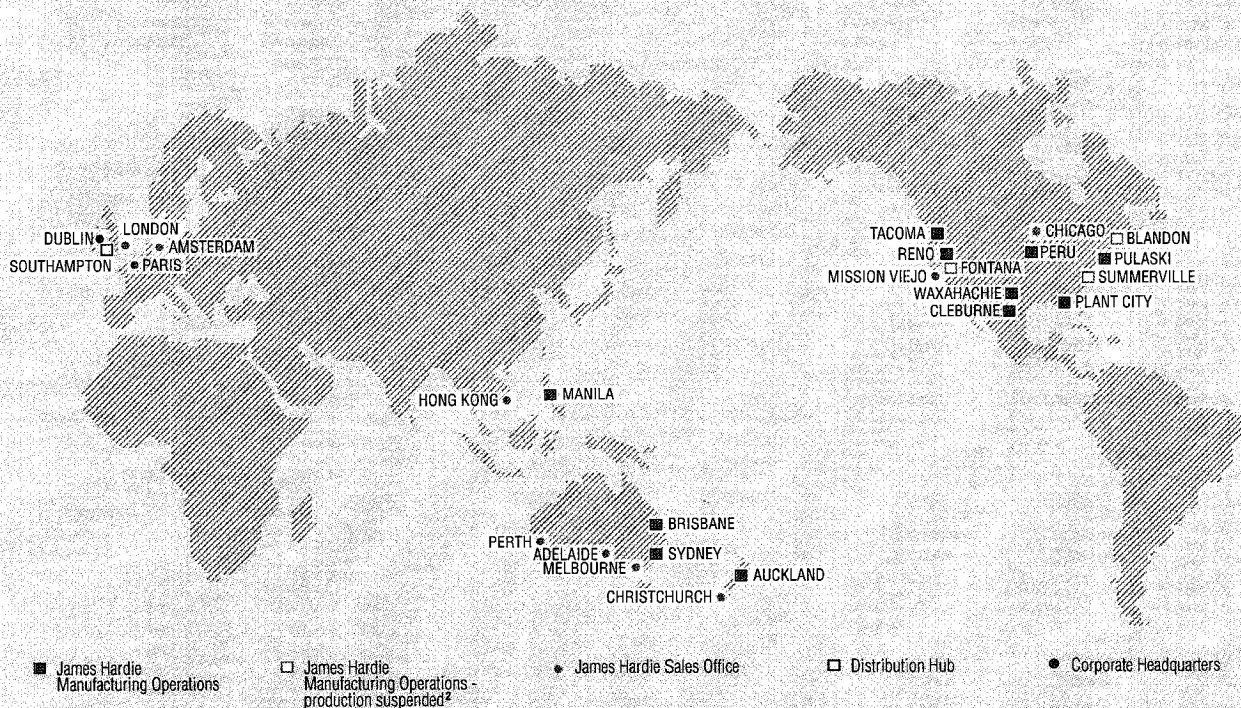 DUBLIN
LONDON
AMSTERDAM
SOUTHAMPTON
PARIS
TACOMA
CHICAGO
BLANDON
RENO
PERU
PULASKI
MISSION VIEJO
FONTANA
SUMMERVILLE
WAXAHACHIE
PLANT CITY
CLEBURNE
HONG KONG
MANILA
BRISBANE
PERTH
ADELAIDE
SYDNEY
MELBOURNE
AUCKLAND
CHRISTCHURCH
James Hardie
Manufacturing Operations
James Hardie
Manufacturing Operations -
production suspended²
James Hardie Sales Office
Distribution Hub
Corporate Headquarters